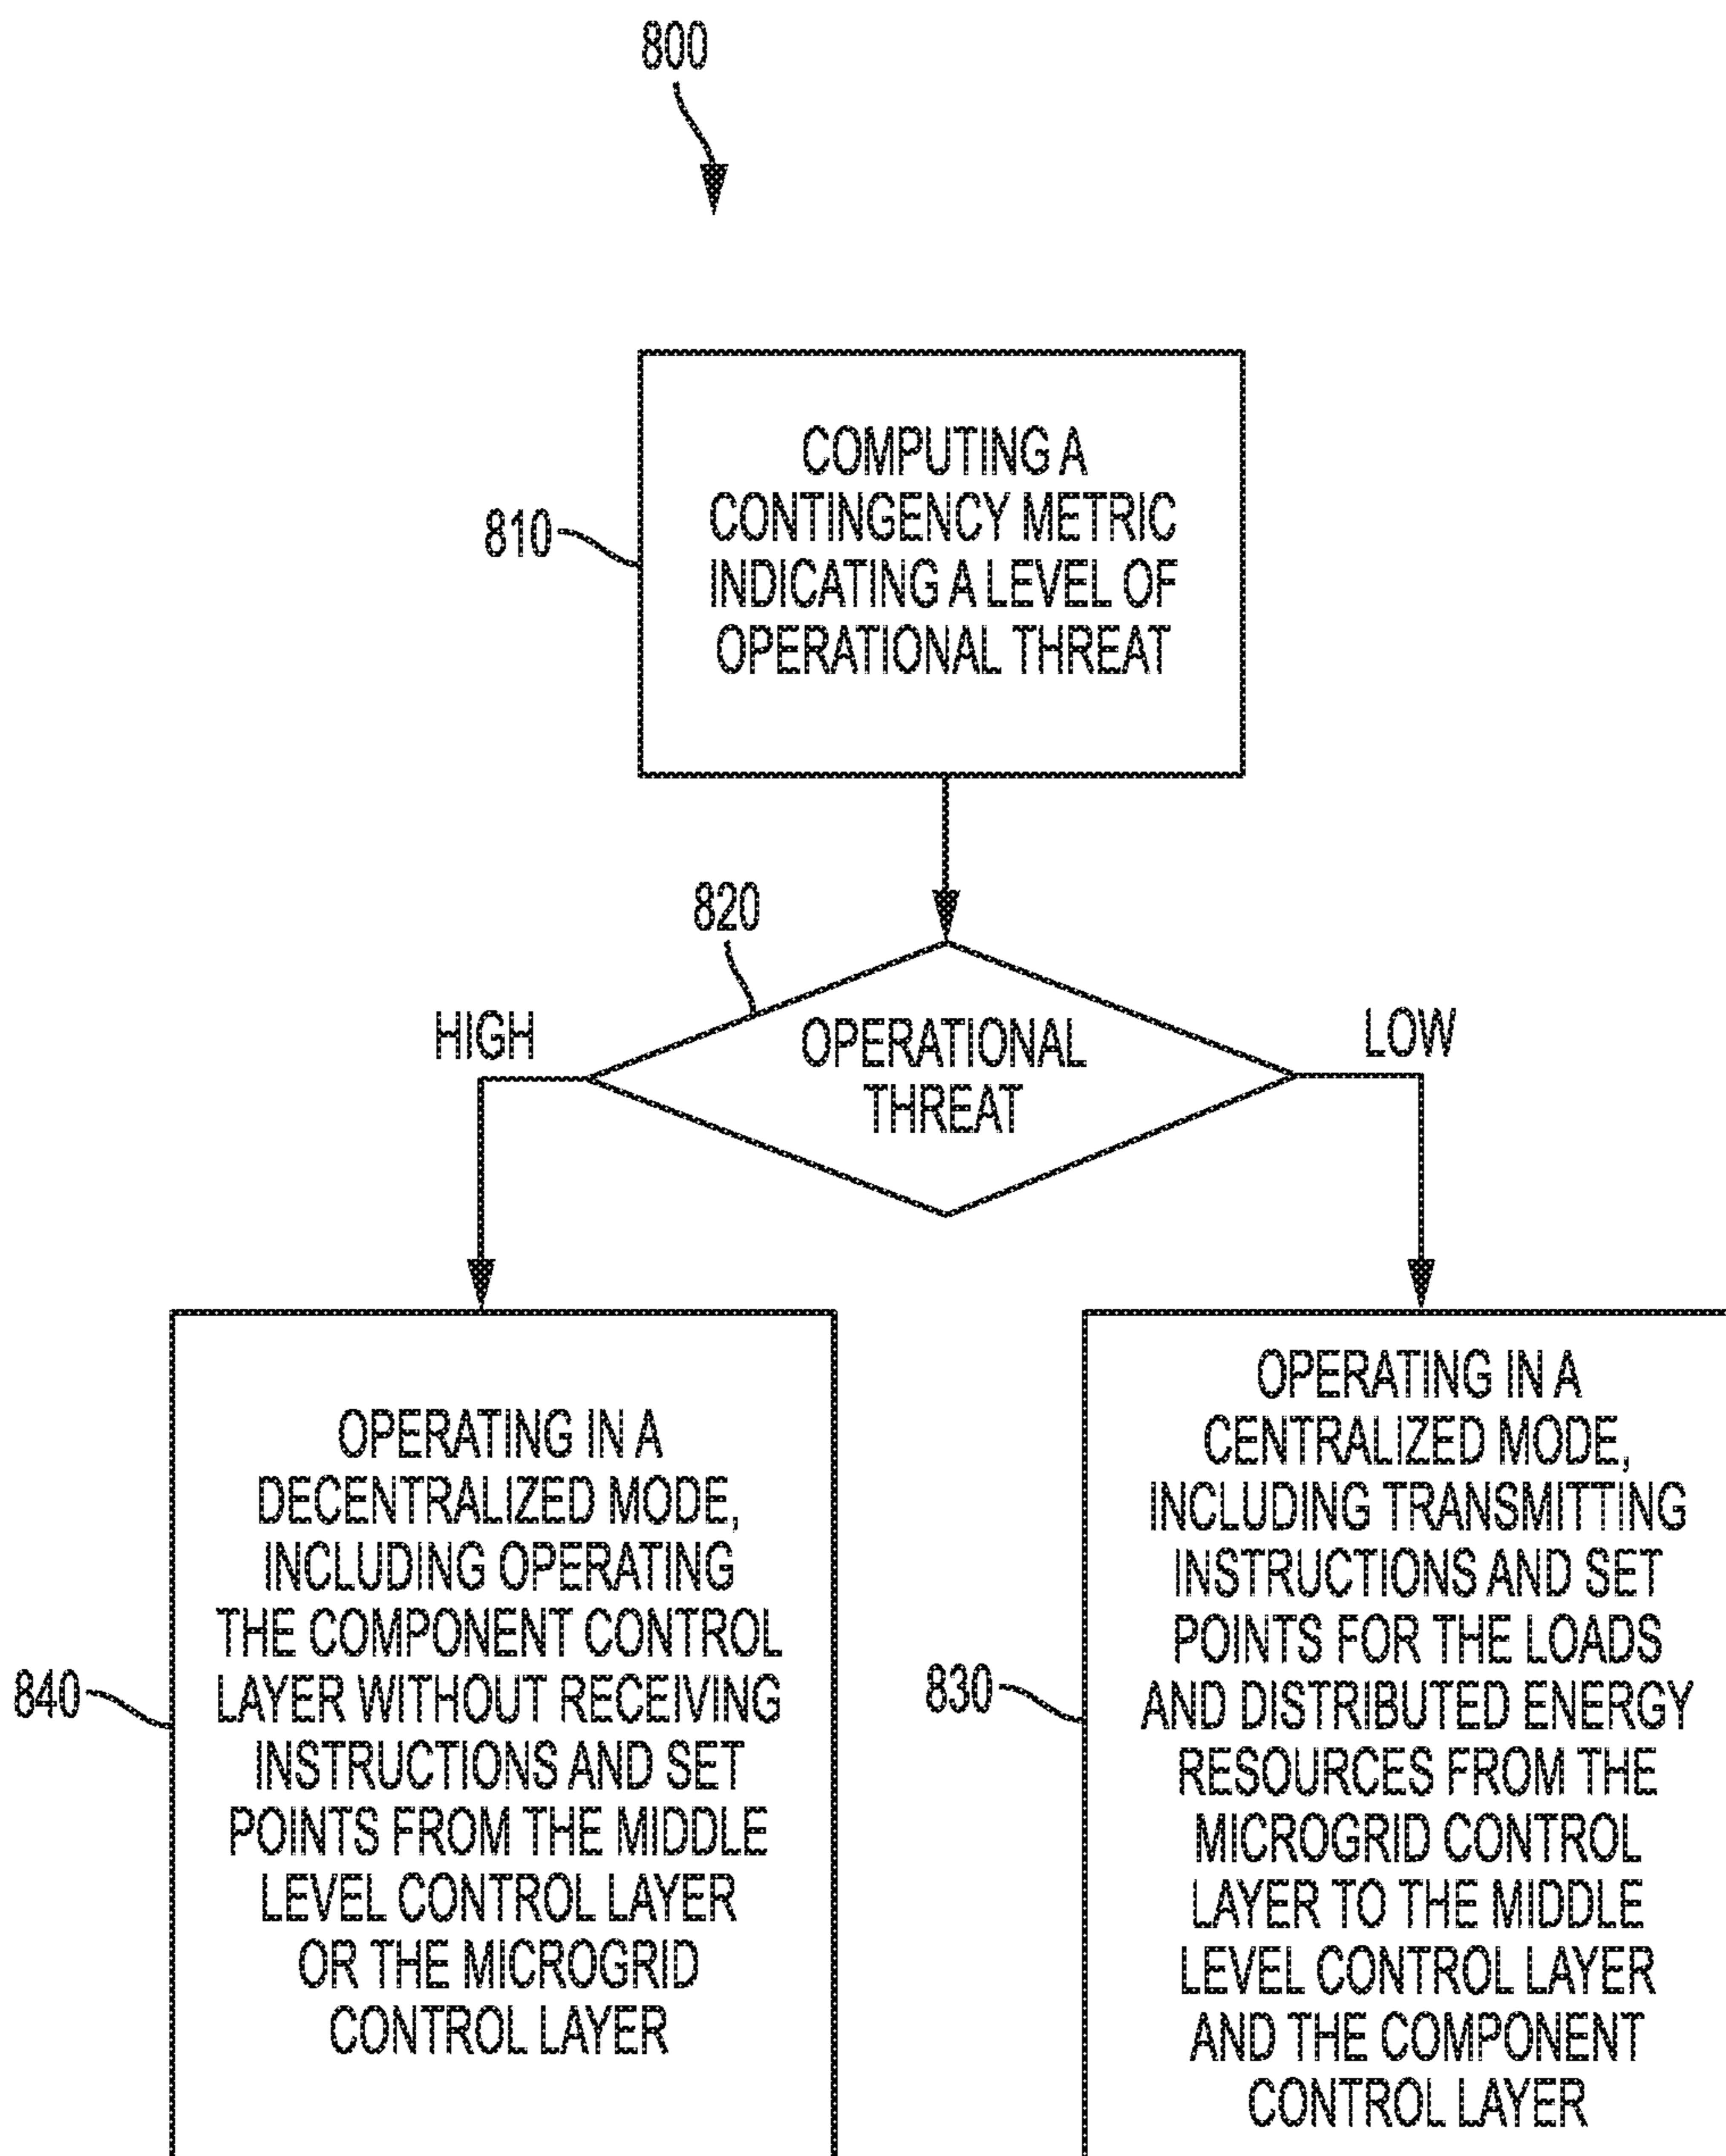 800
810
COMPUTING A
CONTINGENCY METRIC
INDICATING A LEVEL OF
OPERATIONAL THREAT
820
HIGH
OPERATIONAL
THREAT
LOW
840
OPERATING IN A
DECENTRALIZED MODE,
INCLUDING OPERATING
THE COMPONENT CONTROL
LAYER WITHOUT RECEIVING
INSTRUCTIONS AND SET
POINTS FROM THE MIDDLE
LEVEL CONTROL LAYER
OR THE MICROGRID
CONTROL LAYER
830
OPERATING IN A
CENTRALIZED MODE,
INCLUDING TRANSMITTING
INSTRUCTIONS AND SET
POINTS FOR THE LOADS
AND DISTRIBUTED ENERGY
RESOURCES FROM THE
MICROGRID CONTROL
LAYER TO THE MIDDLE
LEVEL CONTROL LAYER
AND THE COMPONENT
CONTROL LAYER